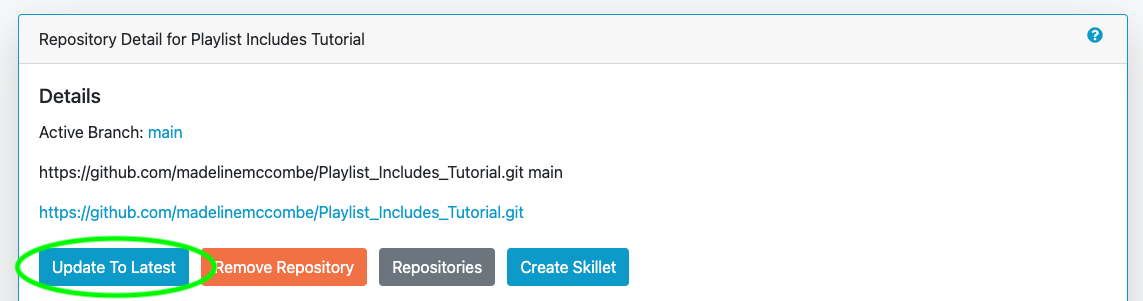 Repository Detail for Playlist Includes Tutorial
?
Details
Active Branch: main
https://github.com/madelinemccombe/Playlist_Includes_Tutorial.git main
https://github.com/madelinemccombe/Playlist_Includes_Tutorial.git
Update To Latest Remove Repository Repositories Create Skillet